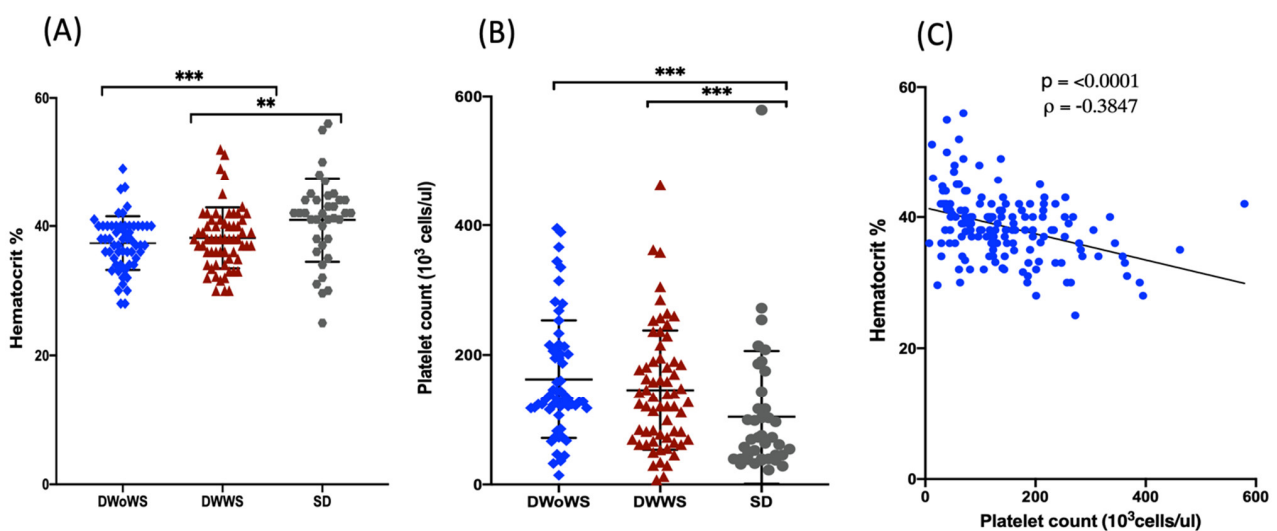 (A)
***
**
60
40
20
0
Hematocrit %
DWoWS DWWS SD
(B)
***
***
600
400
200
0
Platelet count (10³ cells/ul)
DWoWS DWWS SD
(C)
p = <0.0001
ρ = -0.3847
60
40
20
0
Hematocrit %
0 200 400 600
Platelet count (10³cells/ul)